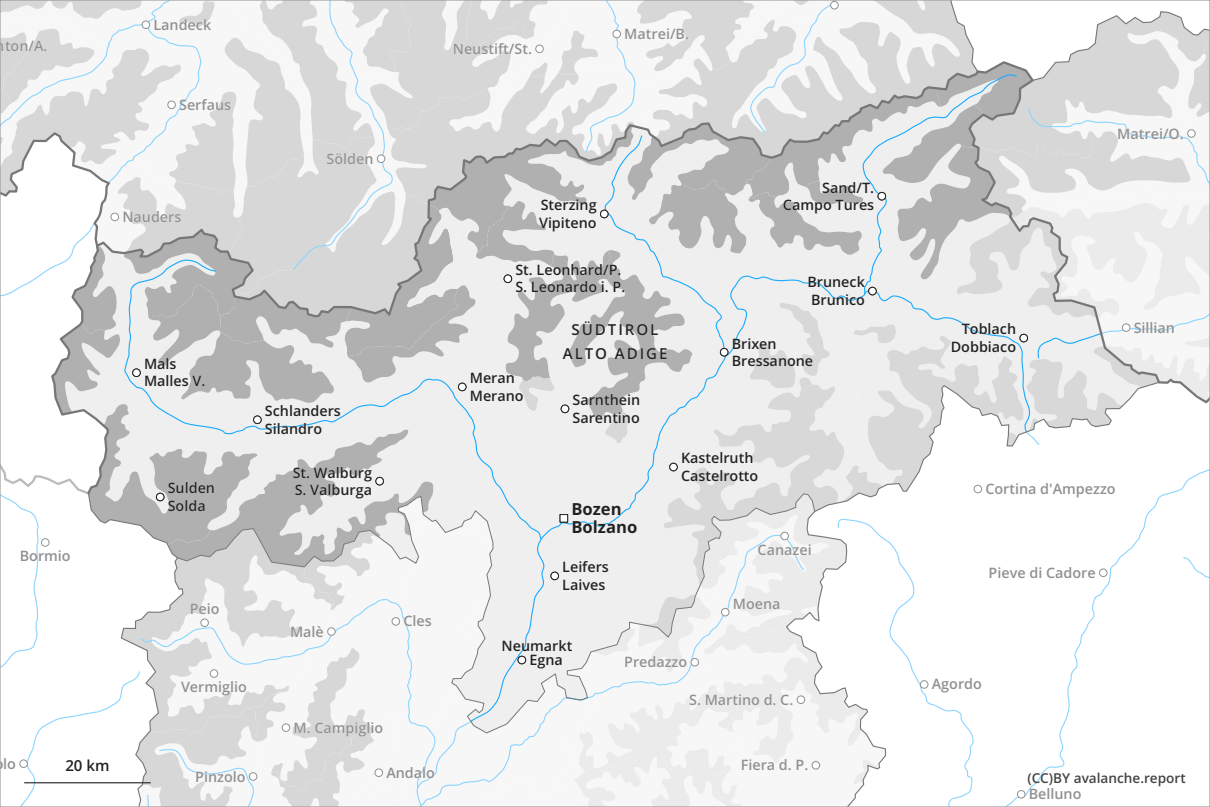 Landeck
Matrei/B.
nton/A.
Neustift/St.
Serfaus
Matrei/O.
Sölden
Sand/T.
Campo Tures
Nauders
Sterzing
Vipiteno
St. Leonhard/P.
S. Leonardo i. P.
Bruneck
Brunico
SÜDTIROL
ALTO ADIGE
Toblach
Dobbiaco
Sillian
Brixen
Bressanone
Mals
Malles V.
Meran
Merano
Schlanders
Silandro
Sarnthein
Sarentino
Kastelruth
Castelrotto
St. Walburg
S. Valburga
Sulden
Solda
Cortina d'Ampezzo
Bozen
Bolzano
Bormio
Canazei
Leifers
Laives
Pieve di Cadore
Peio
Moena
Malè
Cles
Neumarkt
Egna
Predazzo
Vermiglio
Agordo
S. Martino d. C.
M. Campiglio
olo
20 km
Pinzolo
Andalo
Fiera d. P.
(CC)BY avalanche.report
Belluno